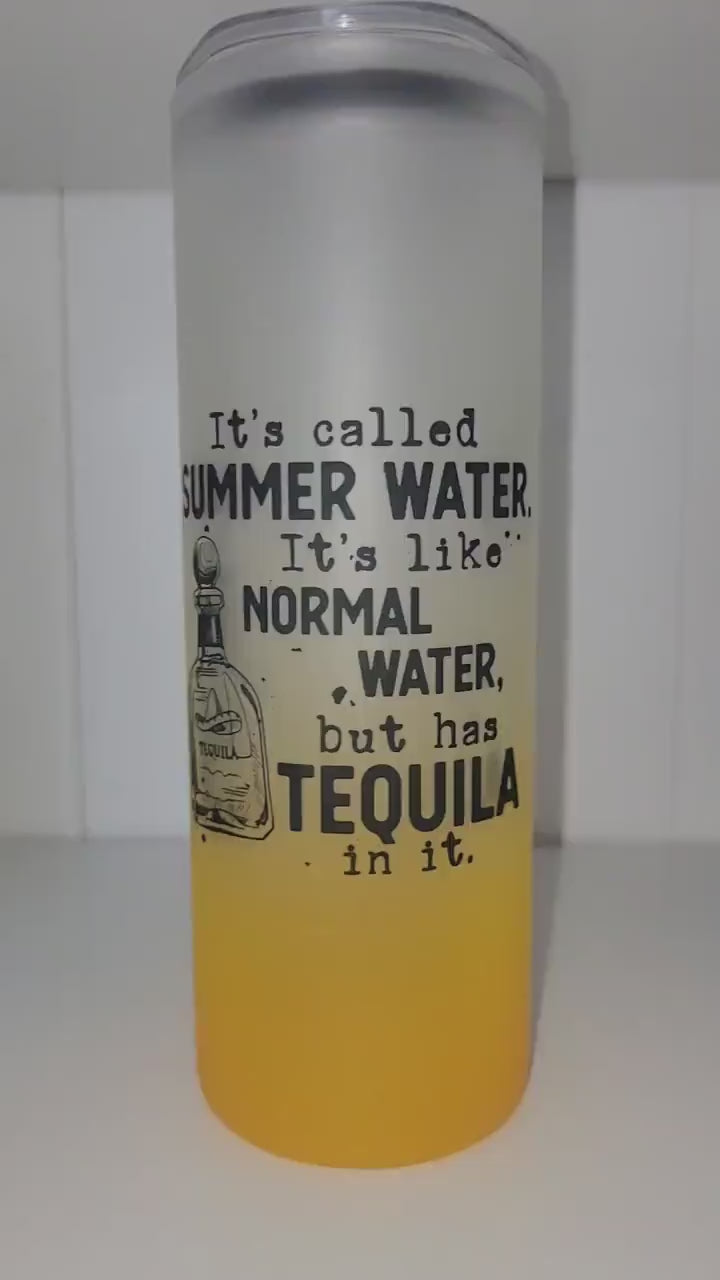 It's called
SUMMER WATER.
It's like
NORMAL
WATER,
but has
TEQUILA
in it.
TEQUILA